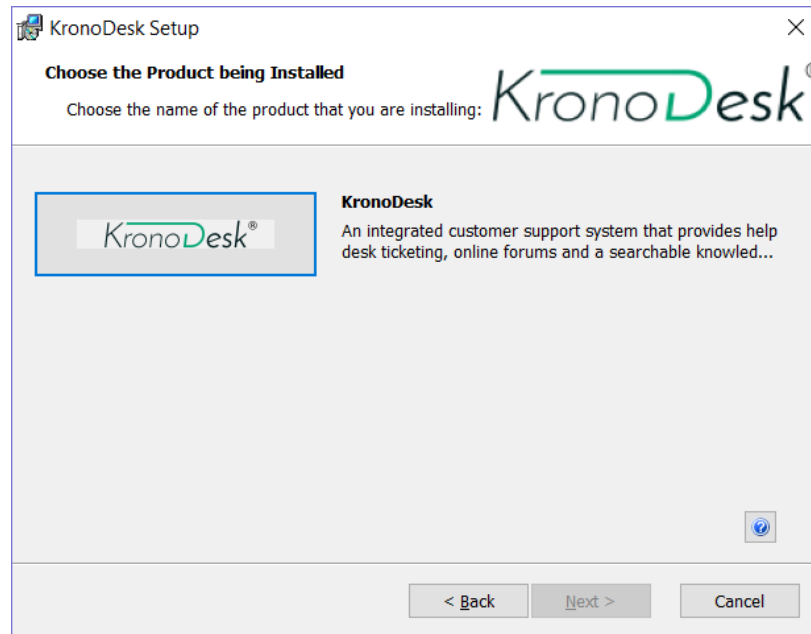 KronoDesk Setup
Choose the Product being Installed
Choose the name of the product that you are installing:
KronoDesk®
KronoDesk®
KronoDesk
An integrated customer support system that provides help
desk ticketing, online forums and a searchable knowled...
< Back
Next >
Cancel